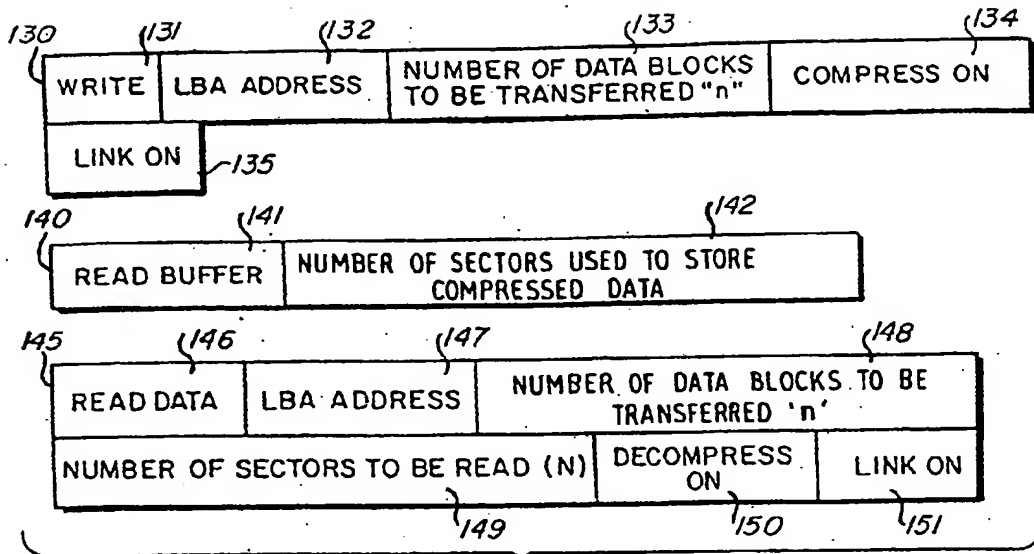 130 131 132 133 134
WRITE LBA ADDRESS NUMBER OF DATA BLOCKS TO BE TRANSFERRED "n" COMPRESS ON
LINK ON 135
140 141 142
READ BUFFER NUMBER OF SECTORS USED TO STORE COMPRESSED DATA
145 146 147 148
READ DATA LBA ADDRESS NUMBER OF DATA BLOCKS TO BE TRANSFERRED 'n'
NUMBER OF SECTORS TO BE READ (N) DECOMPRESS ON LINK ON
149 150 151